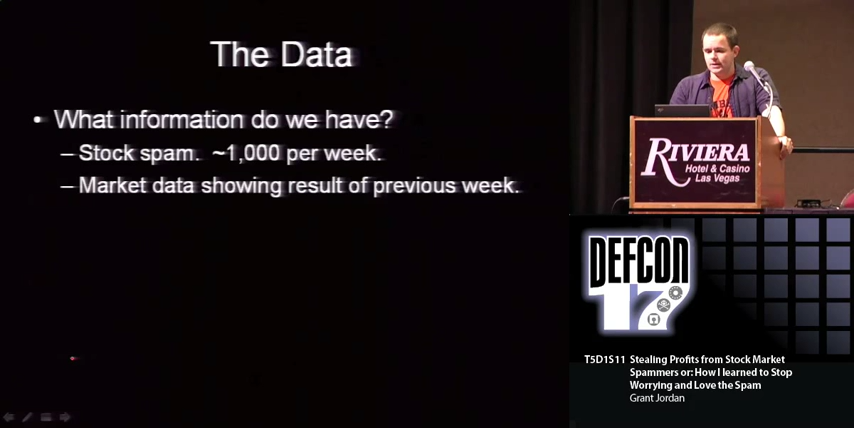 The Data
• What information do we have?
– Stock spam. ~1,000 per week.
– Market data showing result of previous week.
RIVIERA
Hotel & Casino
Las Vegas
DEFCON
17
T5D1S11 Stealing Profits from Stock Market
Spammers or: How I learned to Stop
Worrying and Love the Spam
Grant Jordan